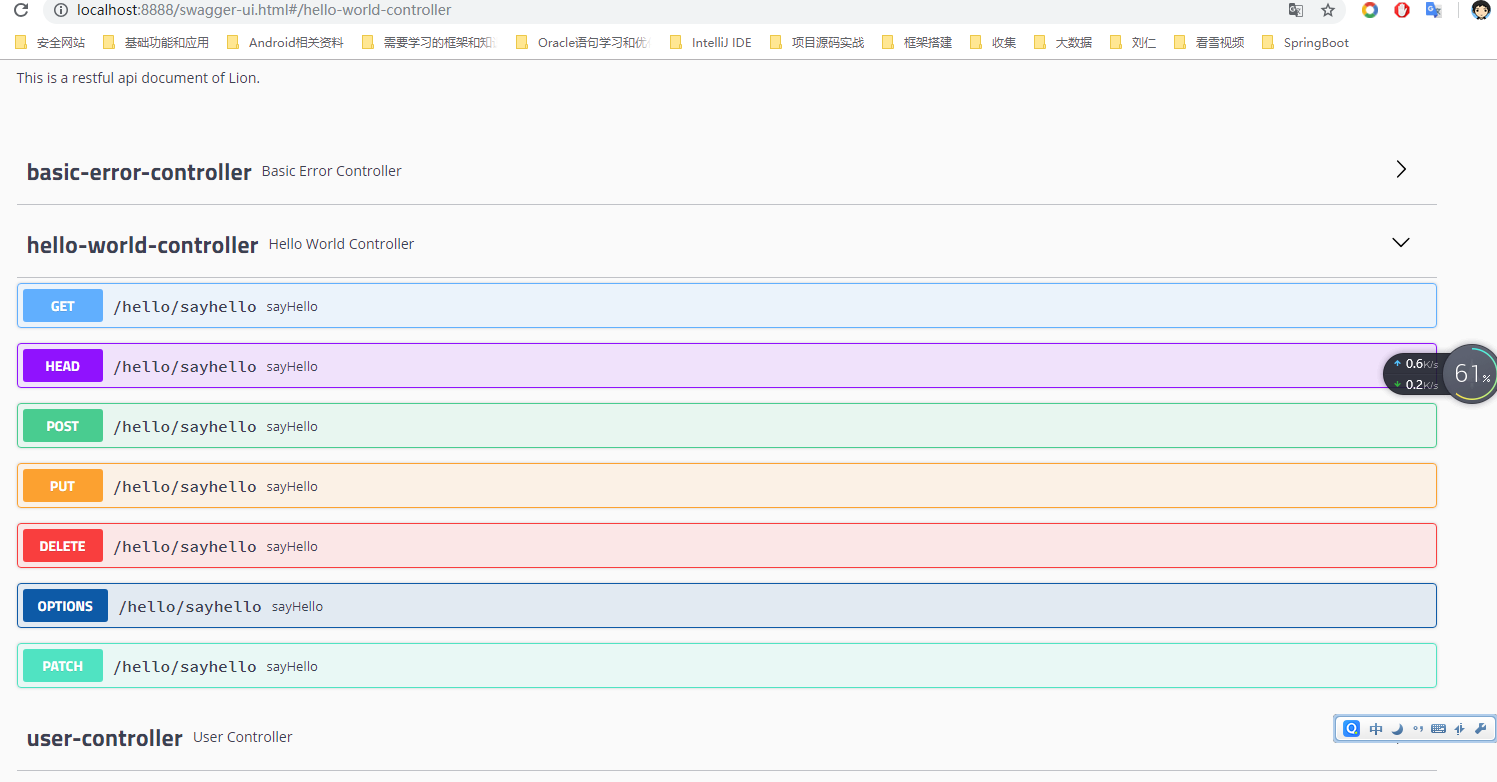 localhost:8888/swagger-ui.html#/hello-world-controller
安全网站 基础功能和应用 Android相关资料 需要学习的框架和知 Oracle语句学习和优 IntelliJ IDE 项目源码实战 框架搭建 收集 大数据 刘仁 看雪视频 SpringBoot
This is a restful api document of Lion.
basic-error-controller Basic Error Controller
hello-world-controller Hello World Controller
GET /hello/sayhello sayHello
HEAD /hello/sayhello sayHello
0.6K/s
61%
0.2K/s
POST /hello/sayhello sayHello
PUT /hello/sayhello sayHello
DELETE /hello/sayhello sayHello
OPTIONS /hello/sayhello sayHello
PATCH /hello/sayhello sayHello
user-controller User Controller
中